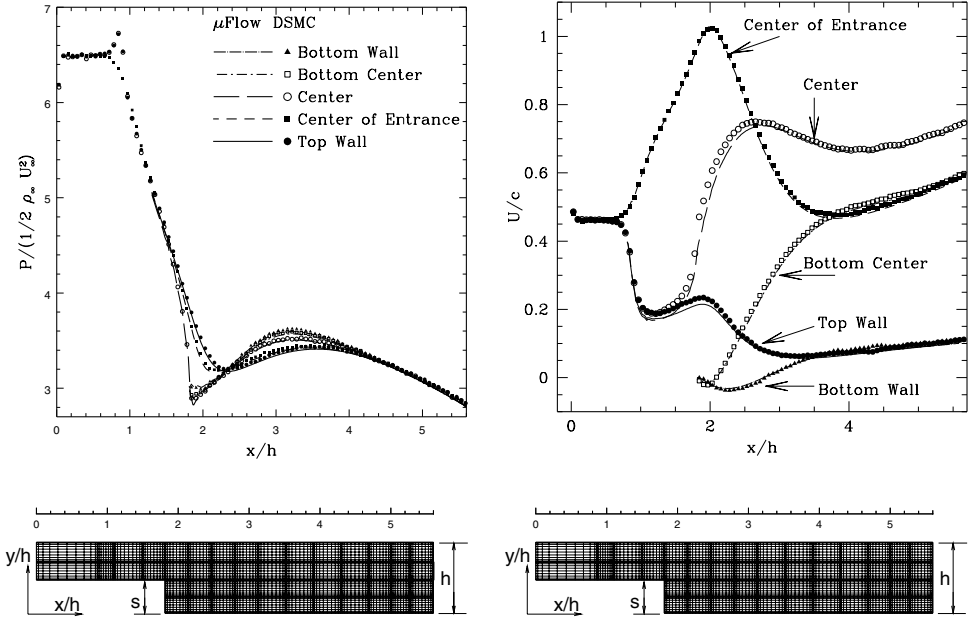 μFlow DSMC
Bottom Wall
Bottom Center
Center
Center of Entrance
Top Wall
P/(1/2 ρ∞ U∞²)
7
6
5
4
3
0 1 2 3 4 5
x/h
Center of Entrance
Center
Bottom Center
Top Wall
Bottom Wall
U/c
1
0.8
0.6
0.4
0.2
0
0 2 4
x/h
0 1 2 3 4 5
y/h
x/h
s
h
0 1 2 3 4 5
y/h
x/h
s
h